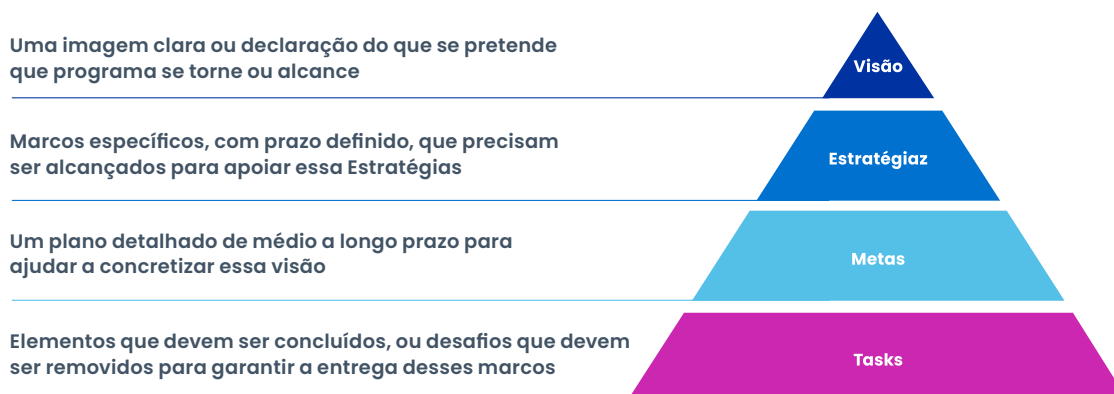 Uma imagem clara ou declaração do que se pretende
que programa se torne ou alcance
Visão
Marcos específicos, com prazo definido, que precisam
ser alcançados para apoiar essa Estratégias
Estratégiaz
Um plano detalhado de médio a longo prazo para
ajudar a concretizar essa visão
Metas
Elementos que devem ser concluídos, ou desafios que devem
ser removidos para garantir a entrega desses marcos
Tasks